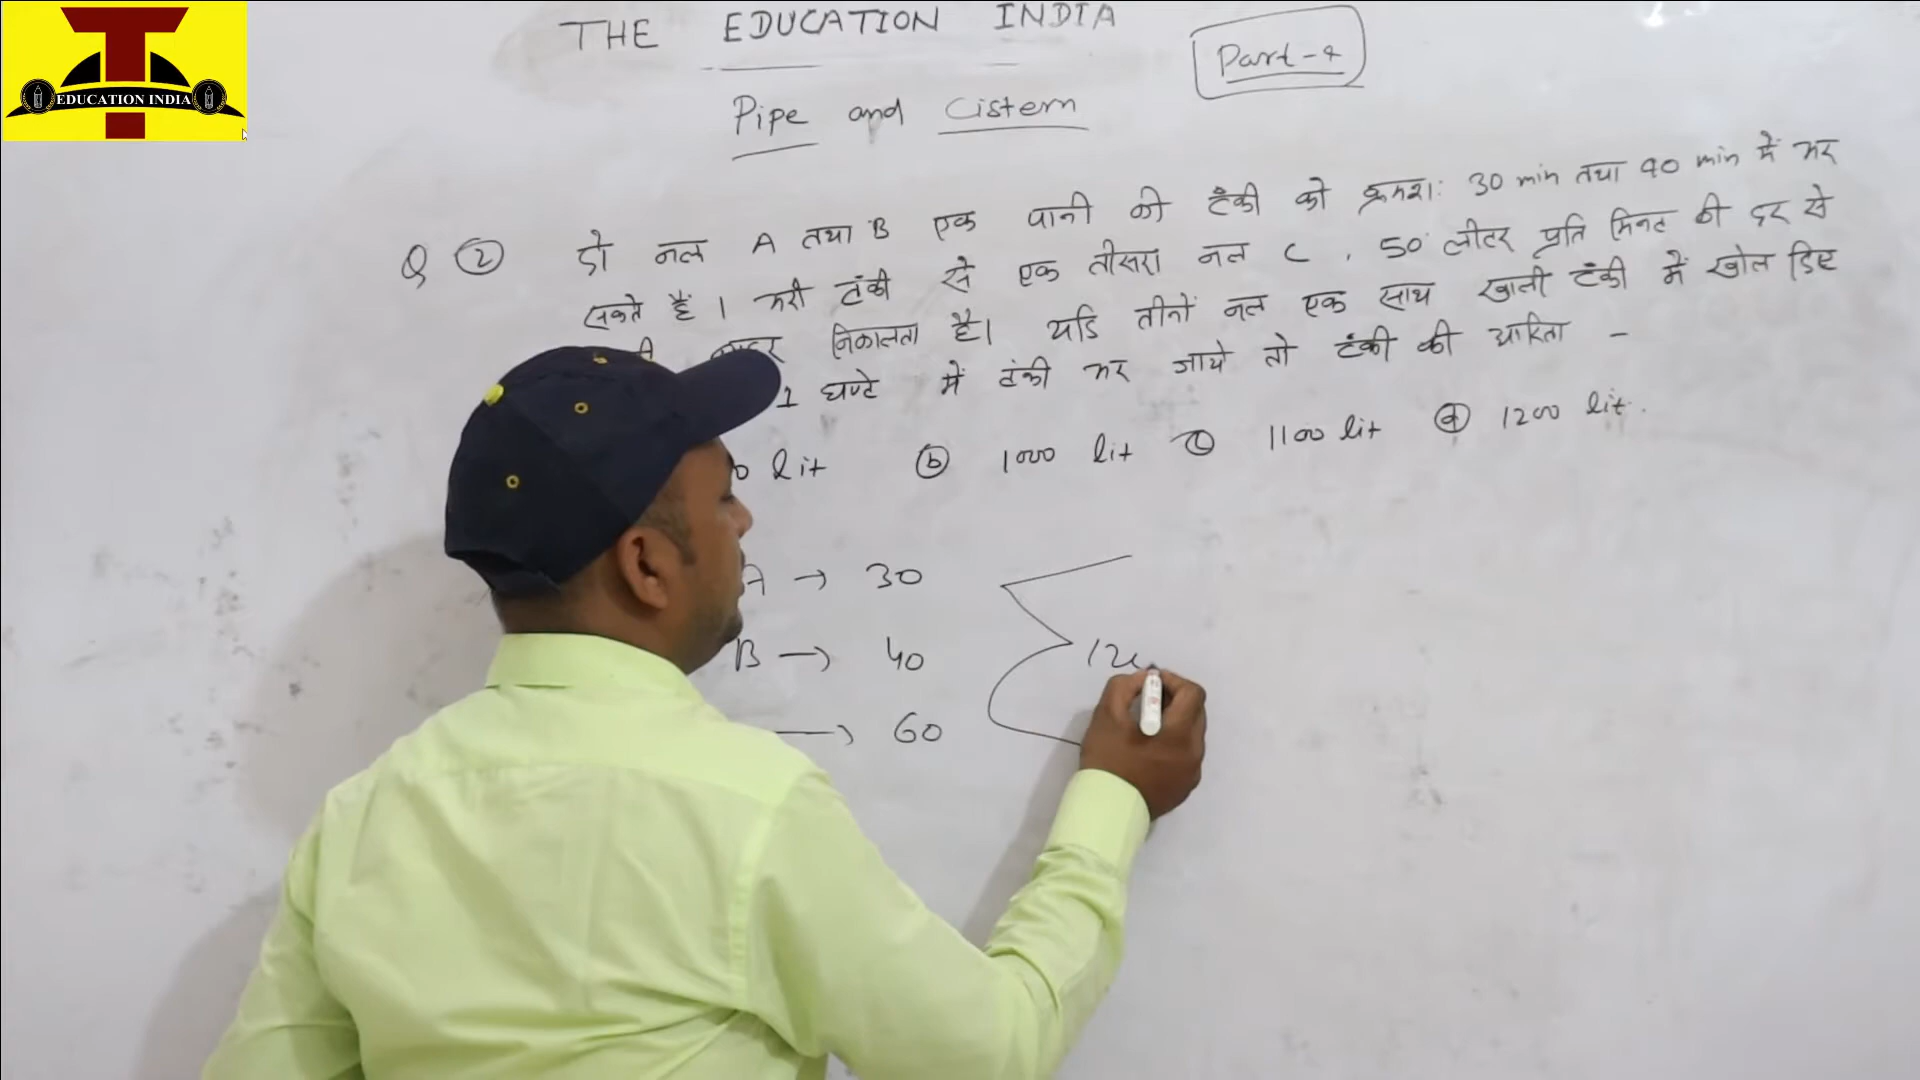 EDUCATION INDIA
THE EDUCATION INDIA
Part-4
Pipe and Cistern
Q ② दो नल A तथा B एक पानी की टंकी को क्रमशः 30 min तथा 40 min में भर
सकते हैं । भरी टंकी से एक तीसरा नल C , 50 लीटर प्रति मिनट की दर से
निकालता है। यदि तीनों नल एक साथ खाली टंकी में खोल दिए
1 घण्टे में टंकी भर जाये तो टंकी की धारिता -
0 lit ⓑ 1000 lit ⓒ 1100 lit ⓓ 1200 lit.
A → 30
B → 40
→ 60
120